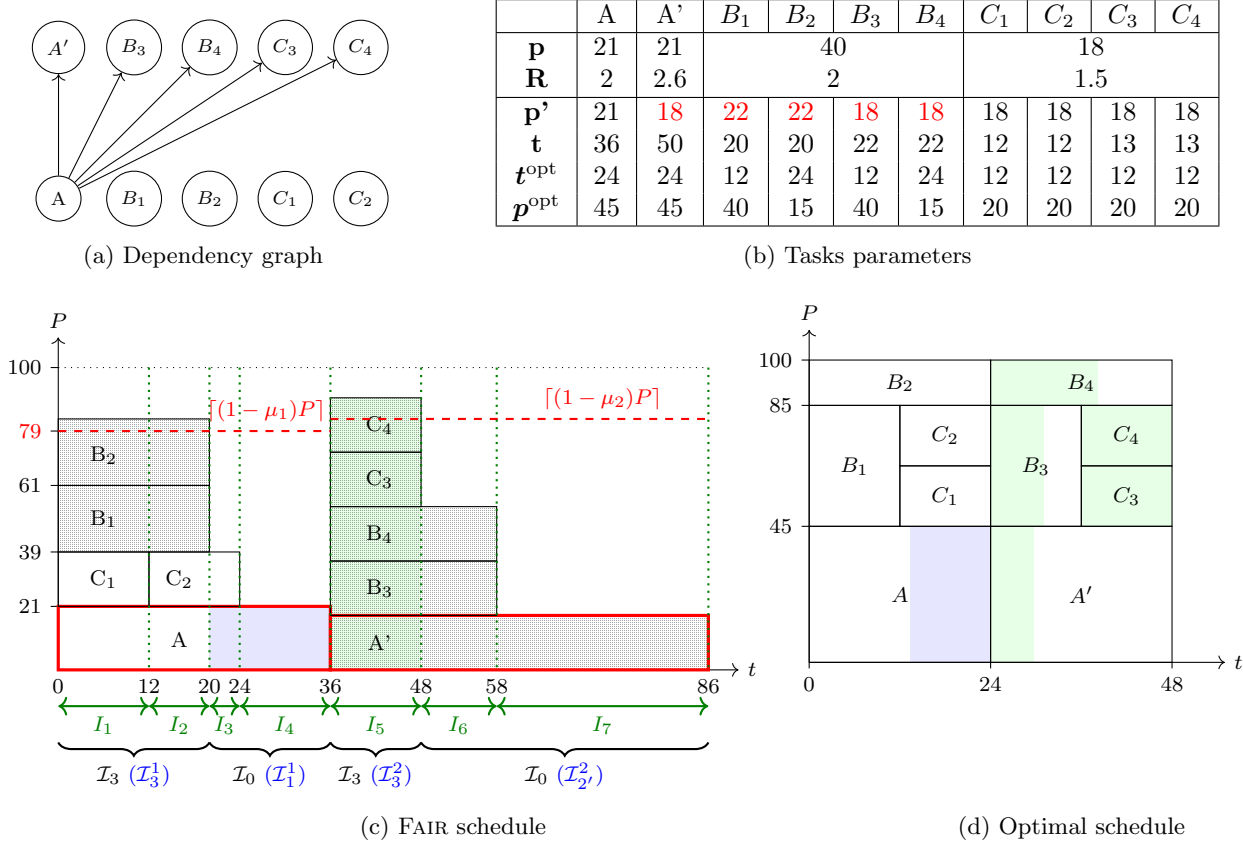 A′ B₃ B₄ C₃ C₄
A B₁ B₂ C₁ C₂
(a) Dependency graph
A A' B₁ B₂ B₃ B₄ C₁ C₂ C₃ C₄
p 21 21 40 18
R 2 2.6 2 1.5
p' 21 18 22 22 18 18 18 18 18 18
t 36 50 20 20 22 22 12 12 13 13
t^opt 24 24 12 24 12 24 12 12 12 12
p^opt 45 45 40 15 40 15 20 20 20 20
(b) Tasks parameters
P
100
⌈(1 − μ₁)P⌉
⌈(1 − μ₂)P⌉
79
61
39
21
B₂
B₁
C₁ C₂
A
C₄
C₃
B₄
B₃
A'
t
0 12 20 24 36 48 58 86
I₁ I₂ I₃ I₄ I₅ I₆ I₇
ℐ₃ (ℐ₃¹) ℐ₀ (ℐ₁¹) ℐ₃ (ℐ₃²) ℐ₀ (ℐ₂′²)
(c) FAIR schedule
P
100
85
45
B₂ B₄
B₁ C₂ B₃ C₄
C₁ C₃
A A′
t
0 24 48
(d) Optimal schedule